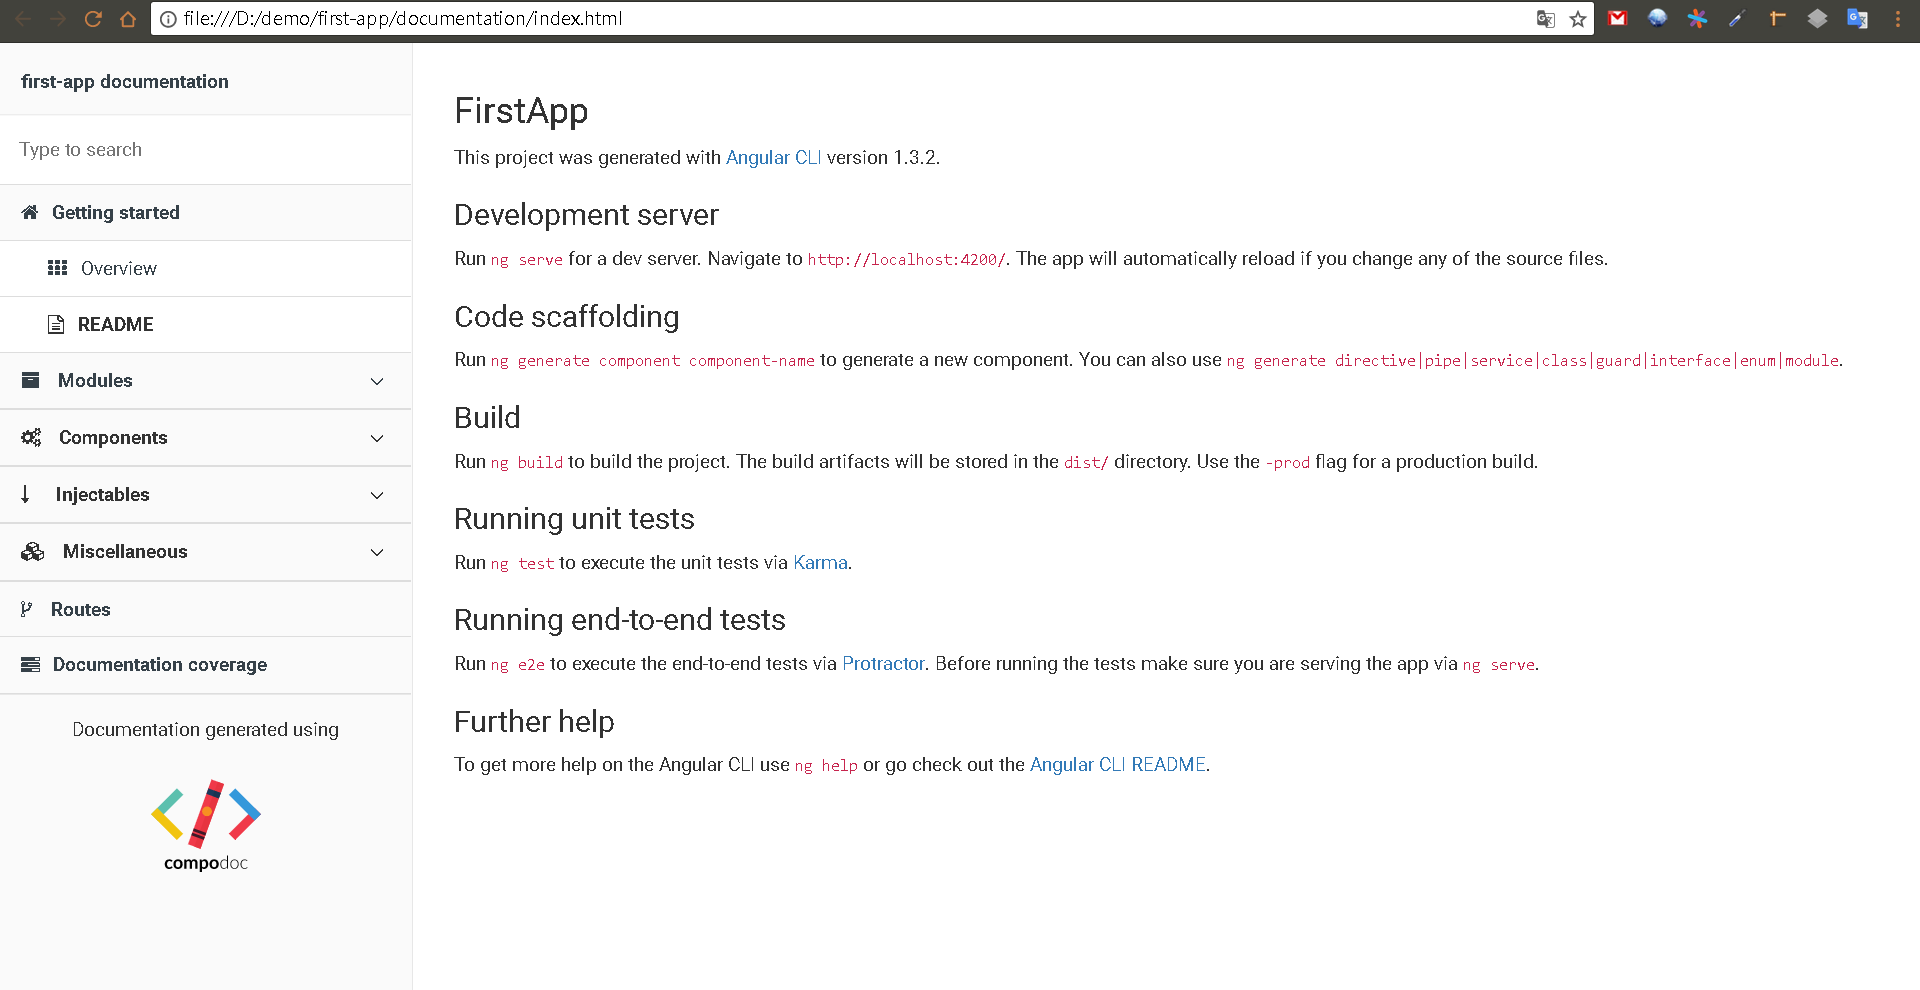 file:///D:/demo/first-app/documentation/index.html
first-app documentation
Type to search
Getting started
Overview
README
Modules
Components
Injectables
Miscellaneous
Routes
Documentation coverage
Documentation generated using
compodoc
FirstApp
This project was generated with Angular CLI version 1.3.2.
Development server
Run ng serve for a dev server. Navigate to http://localhost:4200/. The app will automatically reload if you change any of the source files.
Code scaffolding
Run ng generate component component-name to generate a new component. You can also use ng generate directive|pipe|service|class|guard|interface|enum|module.
Build
Run ng build to build the project. The build artifacts will be stored in the dist/ directory. Use the -prod flag for a production build.
Running unit tests
Run ng test to execute the unit tests via Karma.
Running end-to-end tests
Run ng e2e to execute the end-to-end tests via Protractor. Before running the tests make sure you are serving the app via ng serve.
Further help
To get more help on the Angular CLI use ng help or go check out the Angular CLI README.